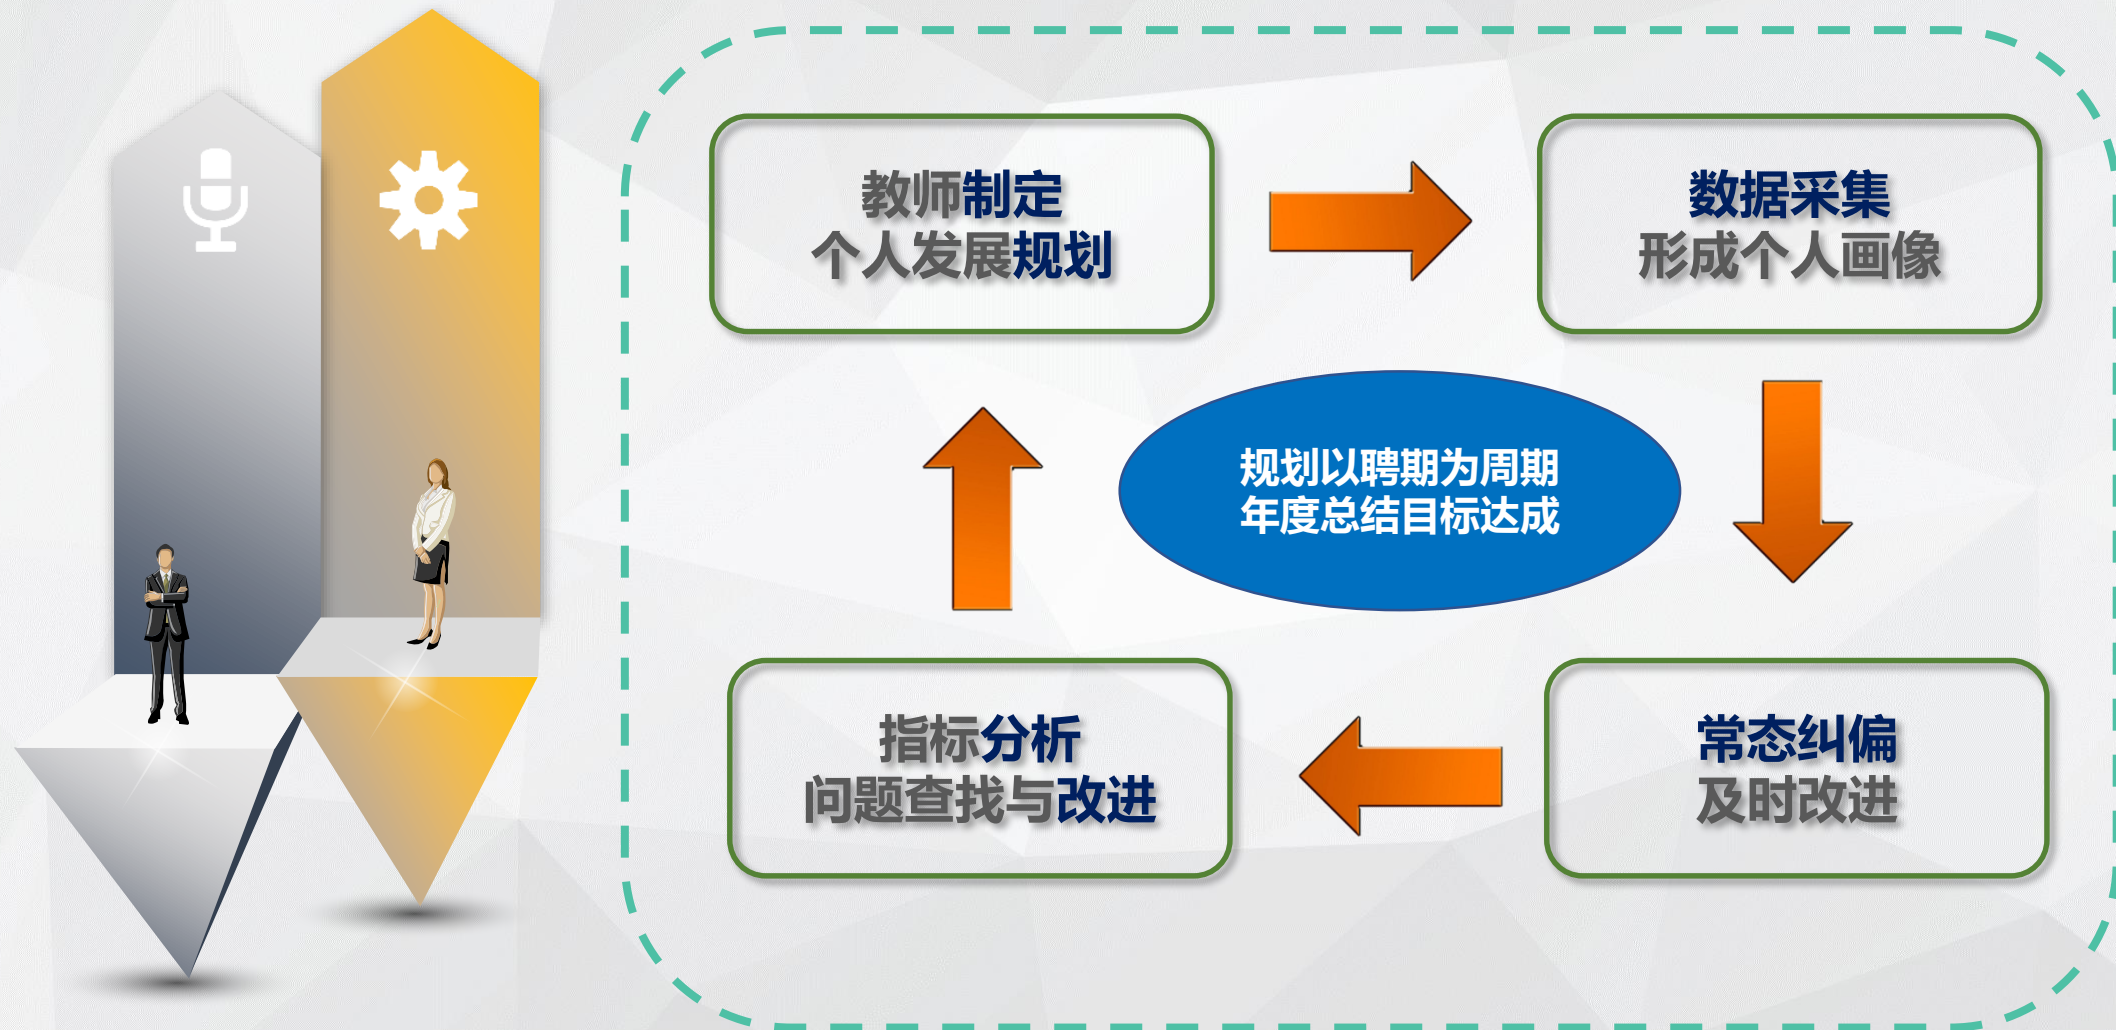 教师制定
个人发展规划
数据采集
形成个人画像
规划以聘期为周期
年度总结目标达成
指标分析
问题查找与改进
常态纠偏
及时改进